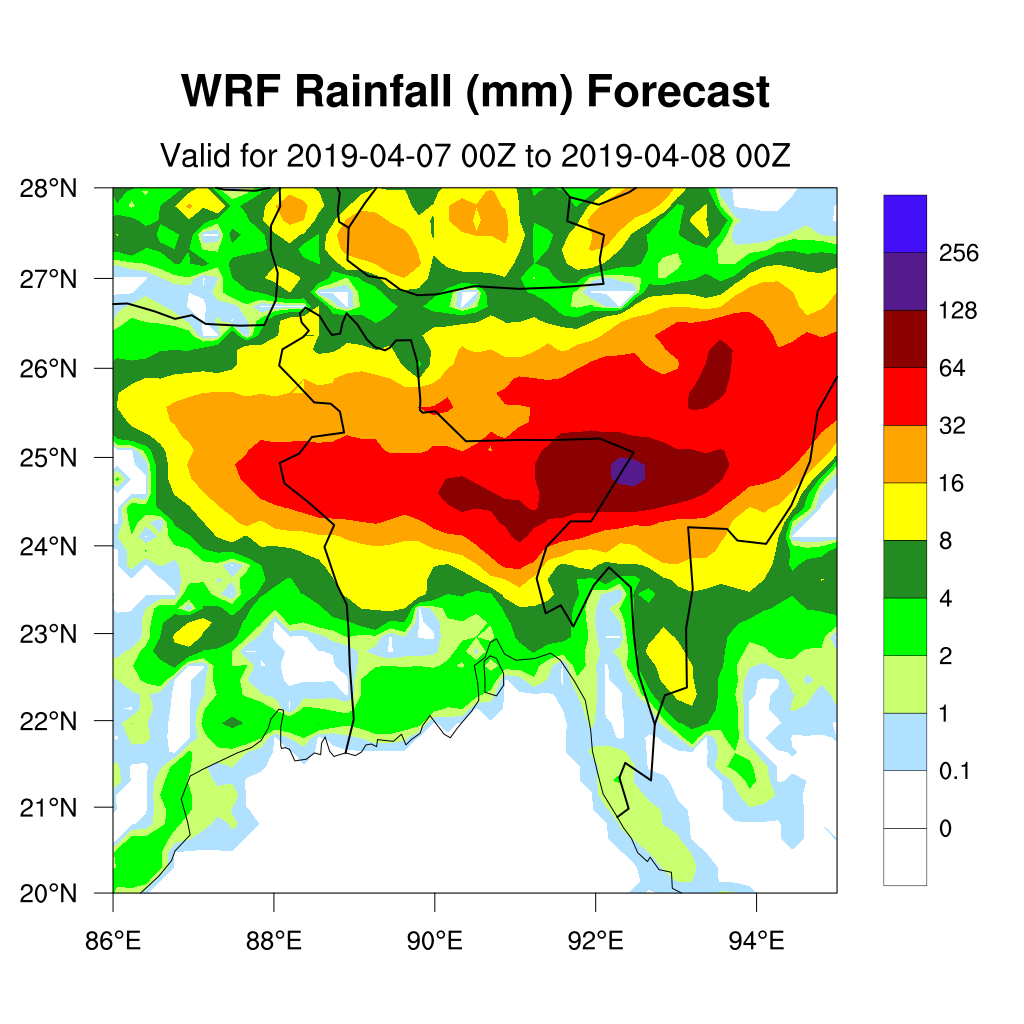 WRF Rainfall (mm) Forecast
Valid for 2019-04-07 00Z to 2019-04-08 00Z
28°N
27°N
26°N
25°N
24°N
23°N
22°N
21°N
20°N
86°E 88°E 90°E 92°E 94°E
256
128
64
32
16
8
4
2
1
0.1
0